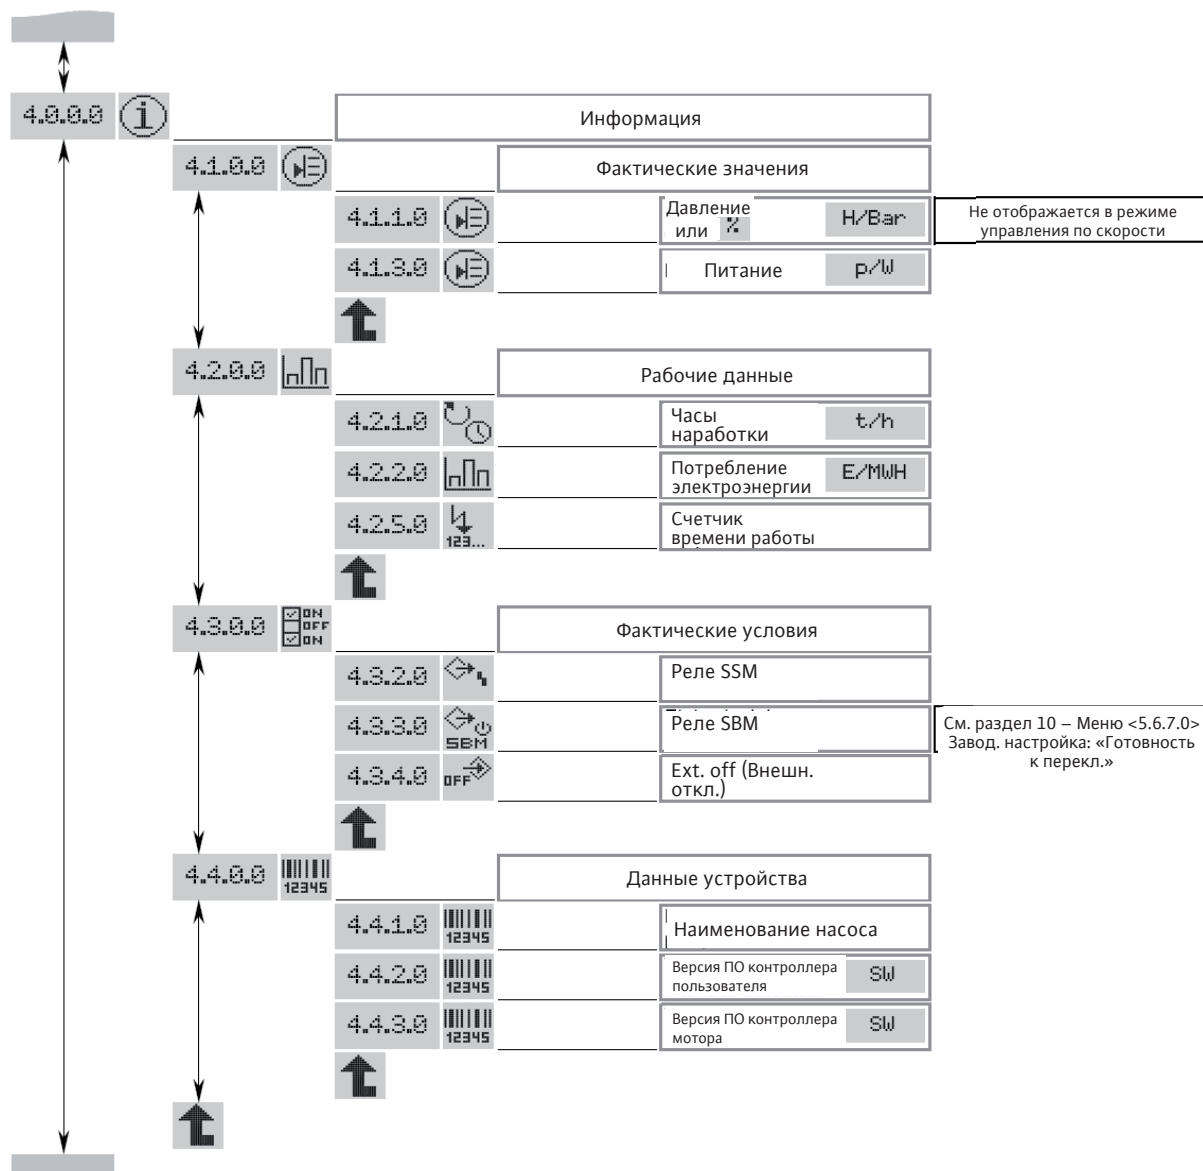 4.0.0.0
Информация
4.1.0.0
Фактические значения
4.1.1.0
Давление
или %
H/Bar
Не отображается в режиме
управления по скорости
4.1.3.0
Питание
p/W
4.2.0.0
Рабочие данные
4.2.1.0
Часы
наработки
t/h
4.2.2.0
Потребление
электроэнергии
E/MWH
4.2.5.0
123...
Счетчик
времени работы
4.3.0.0
ON
OFF
ON
Фактические условия
4.3.2.0
Реле SSM
4.3.3.0
SBM
Реле SBM
См. раздел 10 – Меню <5.6.7.0>
Завод. настройка: «Готовность
к перекл.»
4.3.4.0
OFF
Ext. off (Внешн.
откл.)
4.4.0.0
12345
Данные устройства
4.4.1.0
12345
Наименование насоса
4.4.2.0
12345
Версия ПО контроллера
пользователя
SW
4.4.3.0
12345
Версия ПО контроллера
мотора
SW